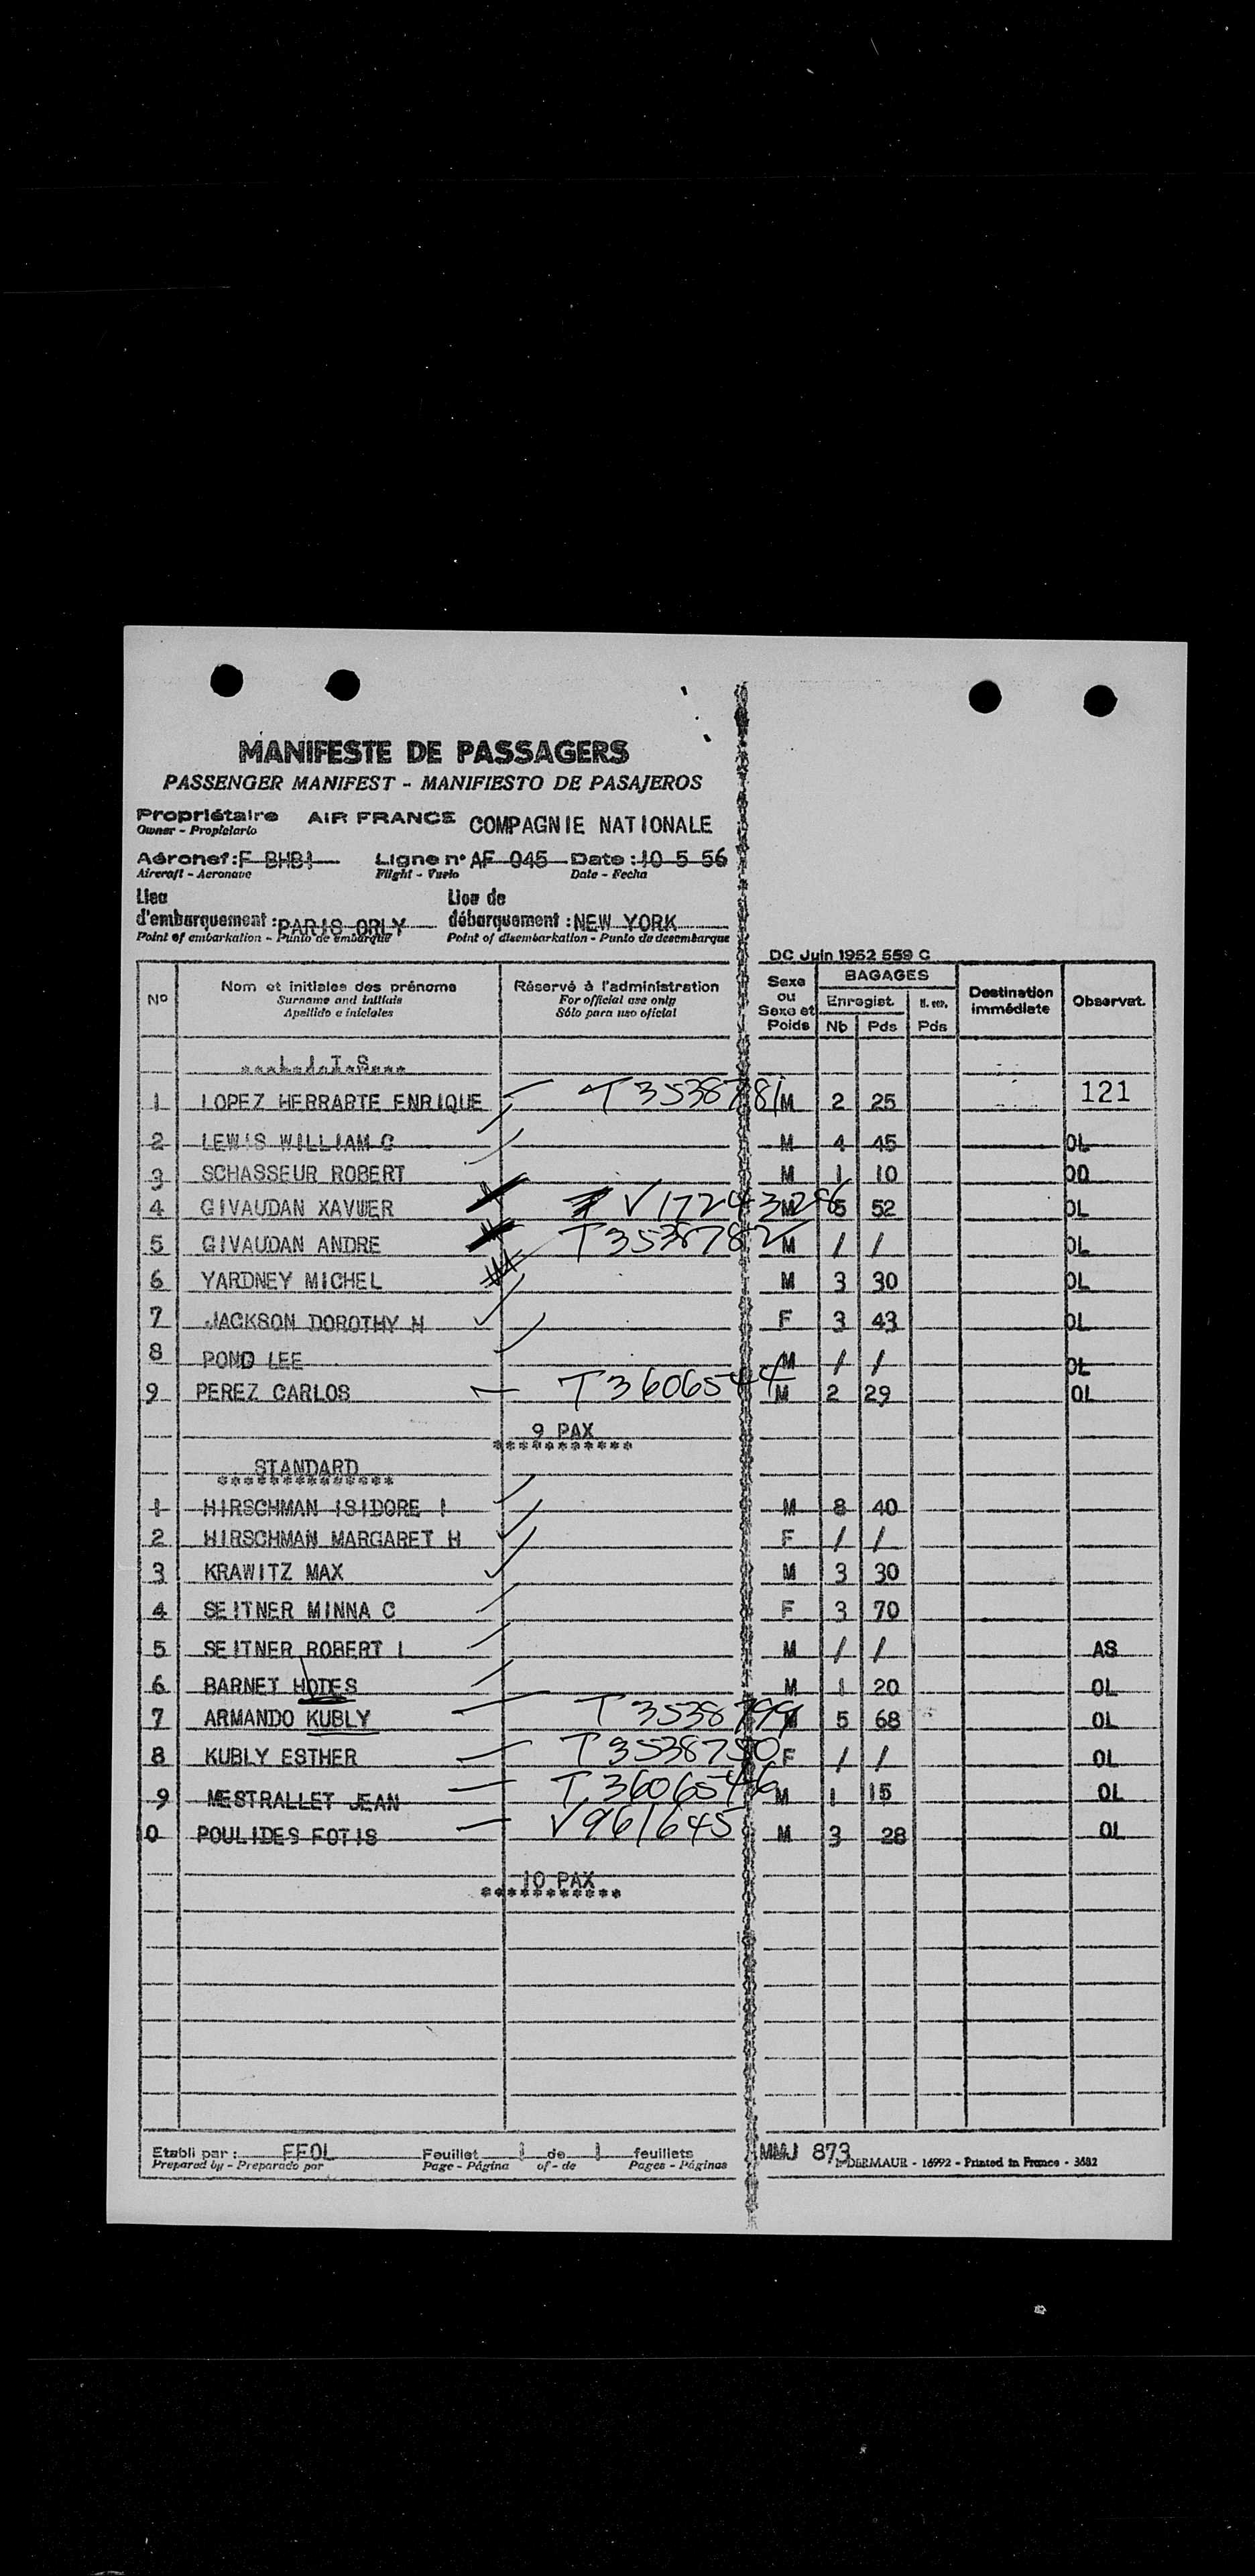 MANIFESTE DE PASSAGERS
PASSENGER MANIFEST - MANIFIESTO DE PASAJEROS
Propriétaire AIR FRANCE COMPAGNIE NATIONALE
Owner - Propietario
Aéronef : F BHBI Ligne n° AF 045 Date : 10 5 56
Aircraft - Aeronave Flight - Vuelo Date - Fecha
Lieu Lieu de
d'embarquement : PARIS ORLY débarquement : NEW YORK
Point of embarkation - Punto de embarque Point of disembarkation - Punto de desembarque
DC Juin 1952 559 C
N° Nom et initiales des prénoms Réservé à l'administration Sexe ou Sexe et Poids BAGAGES Destination immédiate Observat.
Surname and initials For official use only Enregist.
Apellido e iniciales Sólo para uso oficial Nb Pds Pds
L I T S
1 LOPEZ HERRARTE ENRIQUE T3538781 M 2 25 121
2 LEWIS WILLIAM C M 4 45 OL
3 SCHASSEUR ROBERT M 1 10 OO
4 GIVAUDAN XAVIER V17243286 M 5 52 OL
5 GIVAUDAN ANDRE T3538782 M / / OL
6 YARDNEY MICHEL M 3 30 OL
7 JACKSON DOROTHY H F 3 43 OL
8 POND LEE M / / OL
9 PEREZ CARLOS T3606544 M 2 29 OL
9 PAX
***********
STANDARD
**************
1 HIRSCHMAN ISIDORE I M 8 40
2 HIRSCHMAN MARGARET H F / /
3 KRAWITZ MAX M 3 30
4 SEITNER MINNA C F 3 70
5 SEITNER ROBERT L M / / AS
6 BARNET HOTES M 1 20 OL
7 ARMANDO KUBLY T3538799 M 5 68 OL
8 KUBLY ESTHER T3538750 F / / OL
9 MESTRALLET JEAN T3606546 M 1 15 OL
0 POULIDES FOTIS V961645 M 3 28 OL
10 PAX
***********
Etabli par : FFOL Feuillet 1 de 1 feuillets MMJ 873
Prepared by - Preparado por Page - Página of - de Pages - Páginas DERMAUR - 16992 - Printed in France - 3682